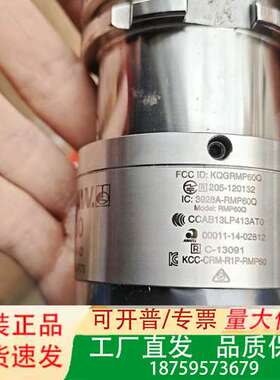 FCC ID: KQGRMP60Q
205-120132
IC: 3928A-RMP60Q
Model: RMP60Q
CCAB13LP413AT0
00011-14-02812
R C-13091
KCC-CRM-R1P-RMP60
装正品 可开普/专票 量大
货速发 工厂直发 品质保
18759573679